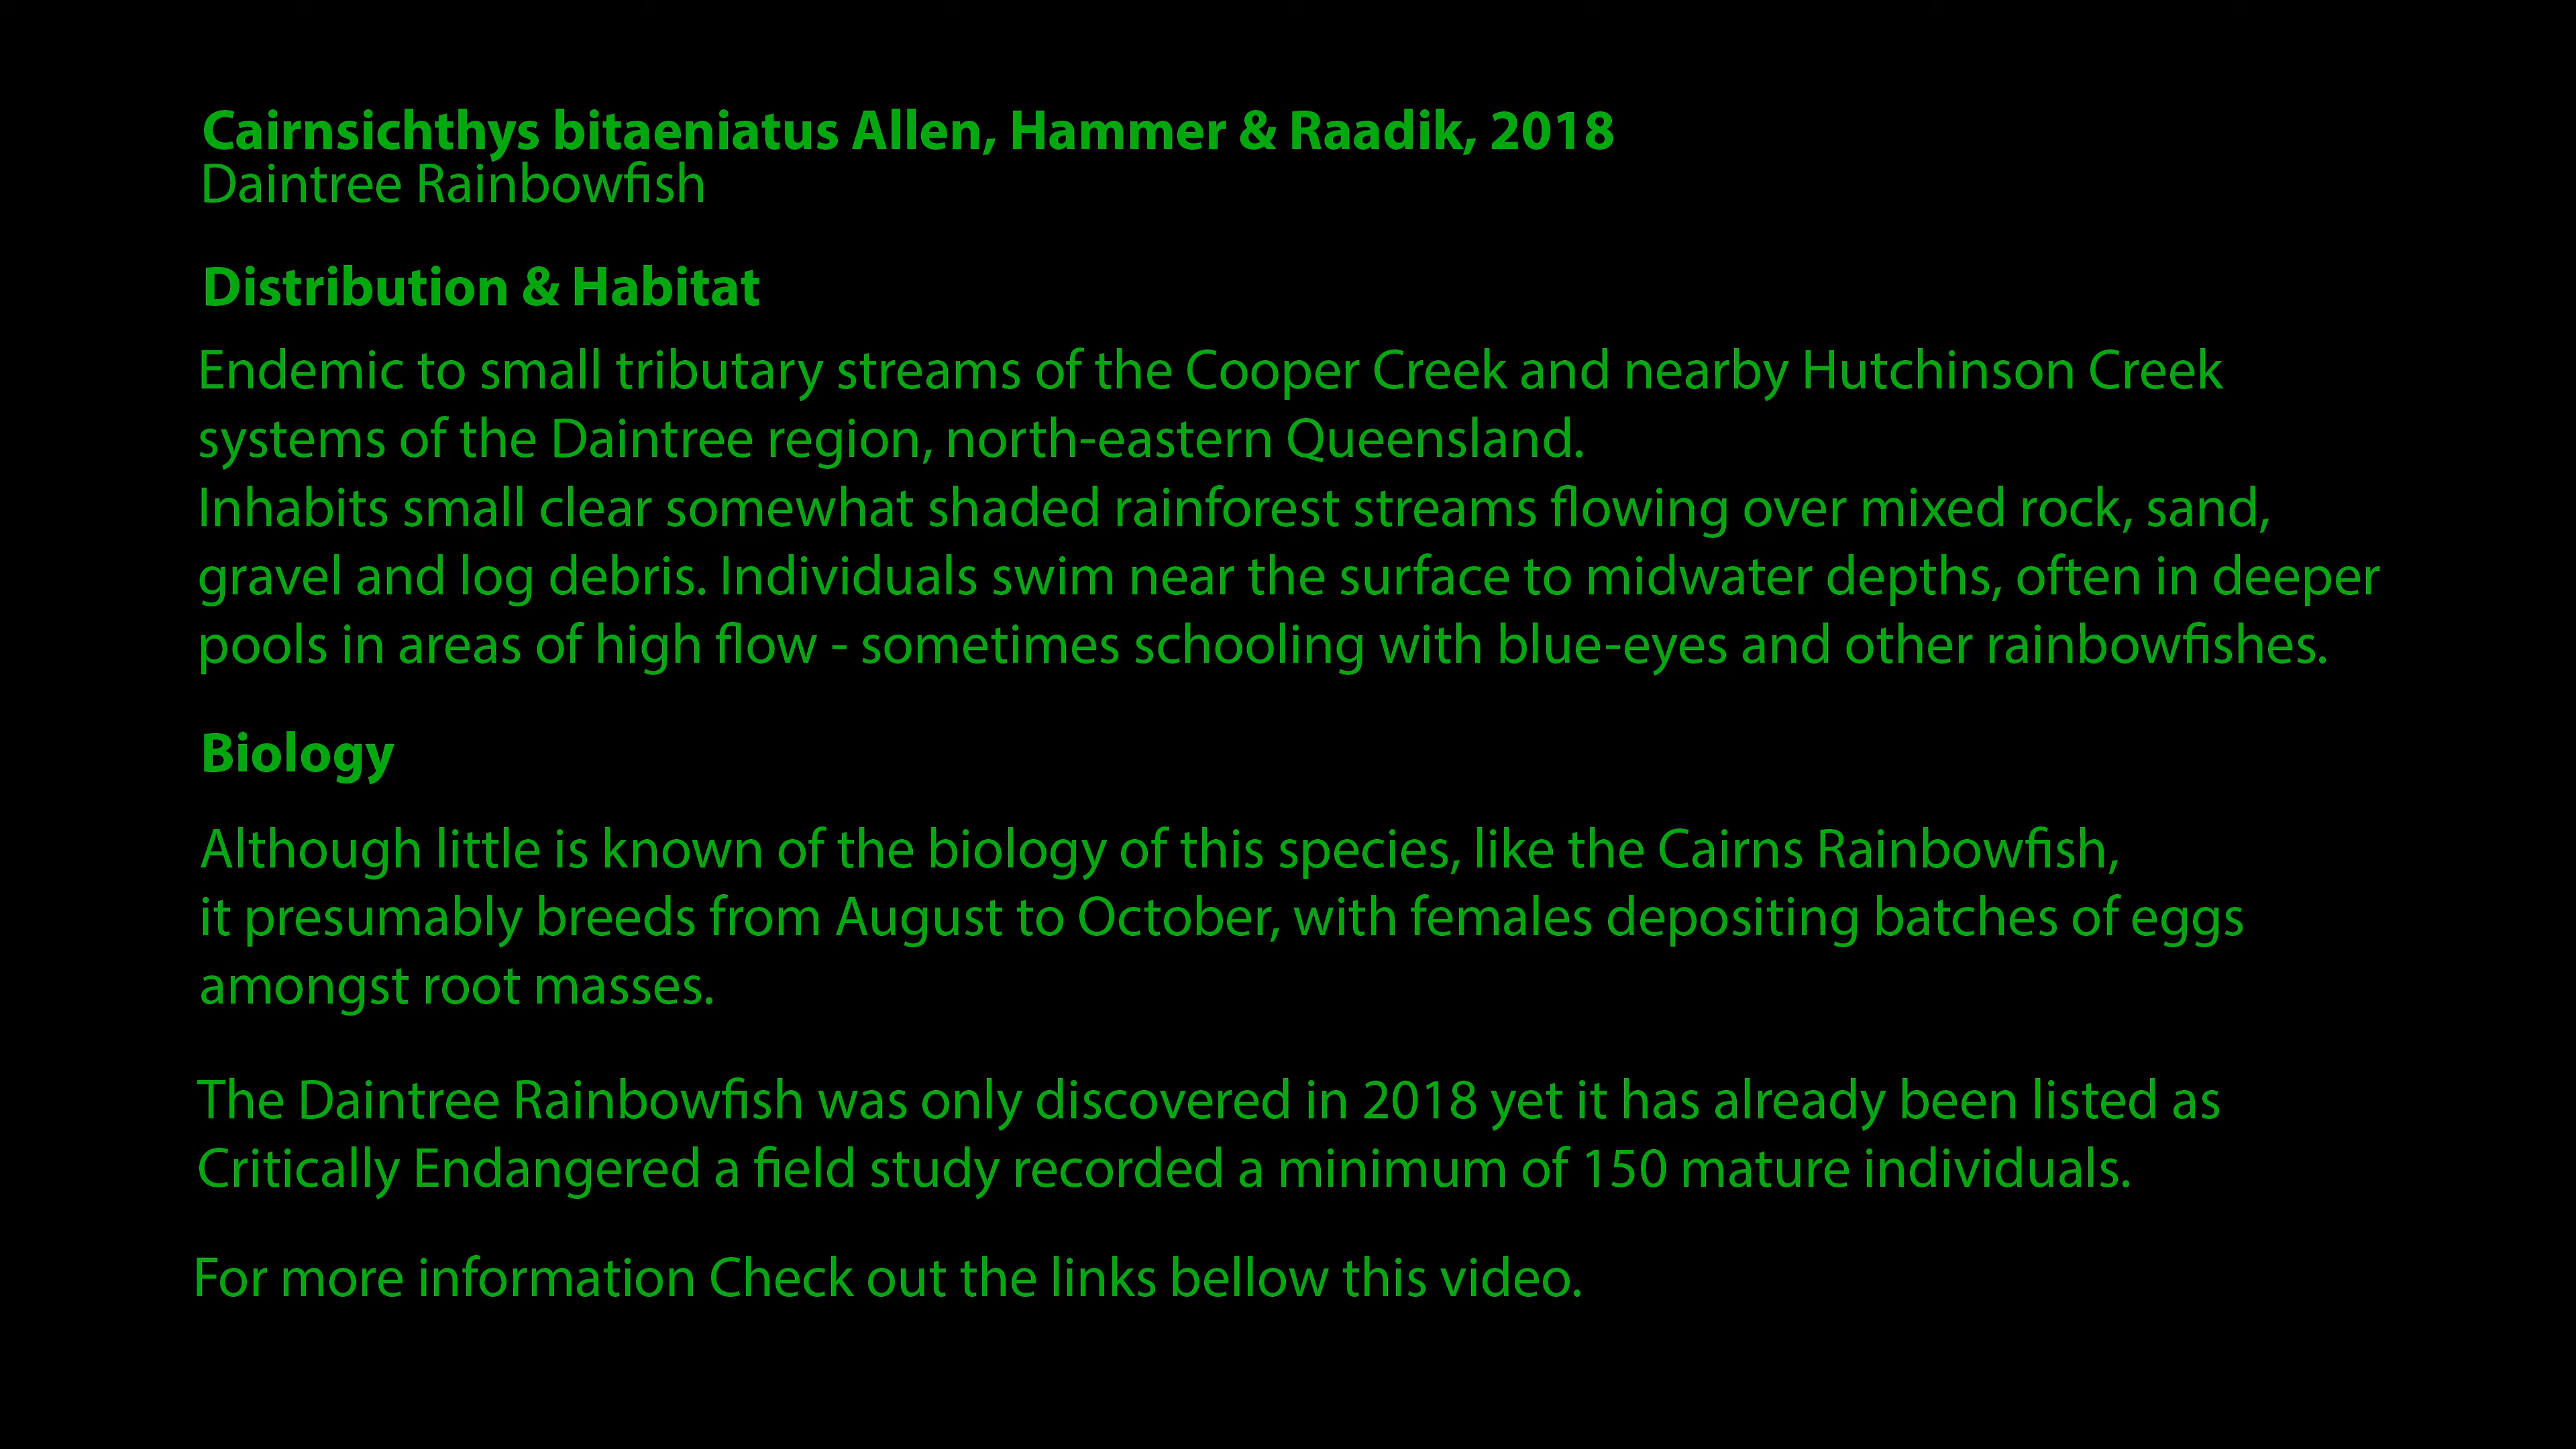 Cairnsichthys bitaeniatus Allen, Hammer & Raadik, 2018
Daintree Rainbowfish
Distribution & Habitat
Endemic to small tributary streams of the Cooper Creek and nearby Hutchinson Creek
systems of the Daintree region, north-eastern Queensland.
Inhabits small clear somewhat shaded rainforest streams flowing over mixed rock, sand,
gravel and log debris. Individuals swim near the surface to midwater depths, often in deeper
pools in areas of high flow - sometimes schooling with blue-eyes and other rainbowfishes.
Biology
Although little is known of the biology of this species, like the Cairns Rainbowfish,
it presumably breeds from August to October, with females depositing batches of eggs
amongst root masses.
The Daintree Rainbowfish was only discovered in 2018 yet it has already been listed as
Critically Endangered a field study recorded a minimum of 150 mature individuals.
For more information Check out the links bellow this video.